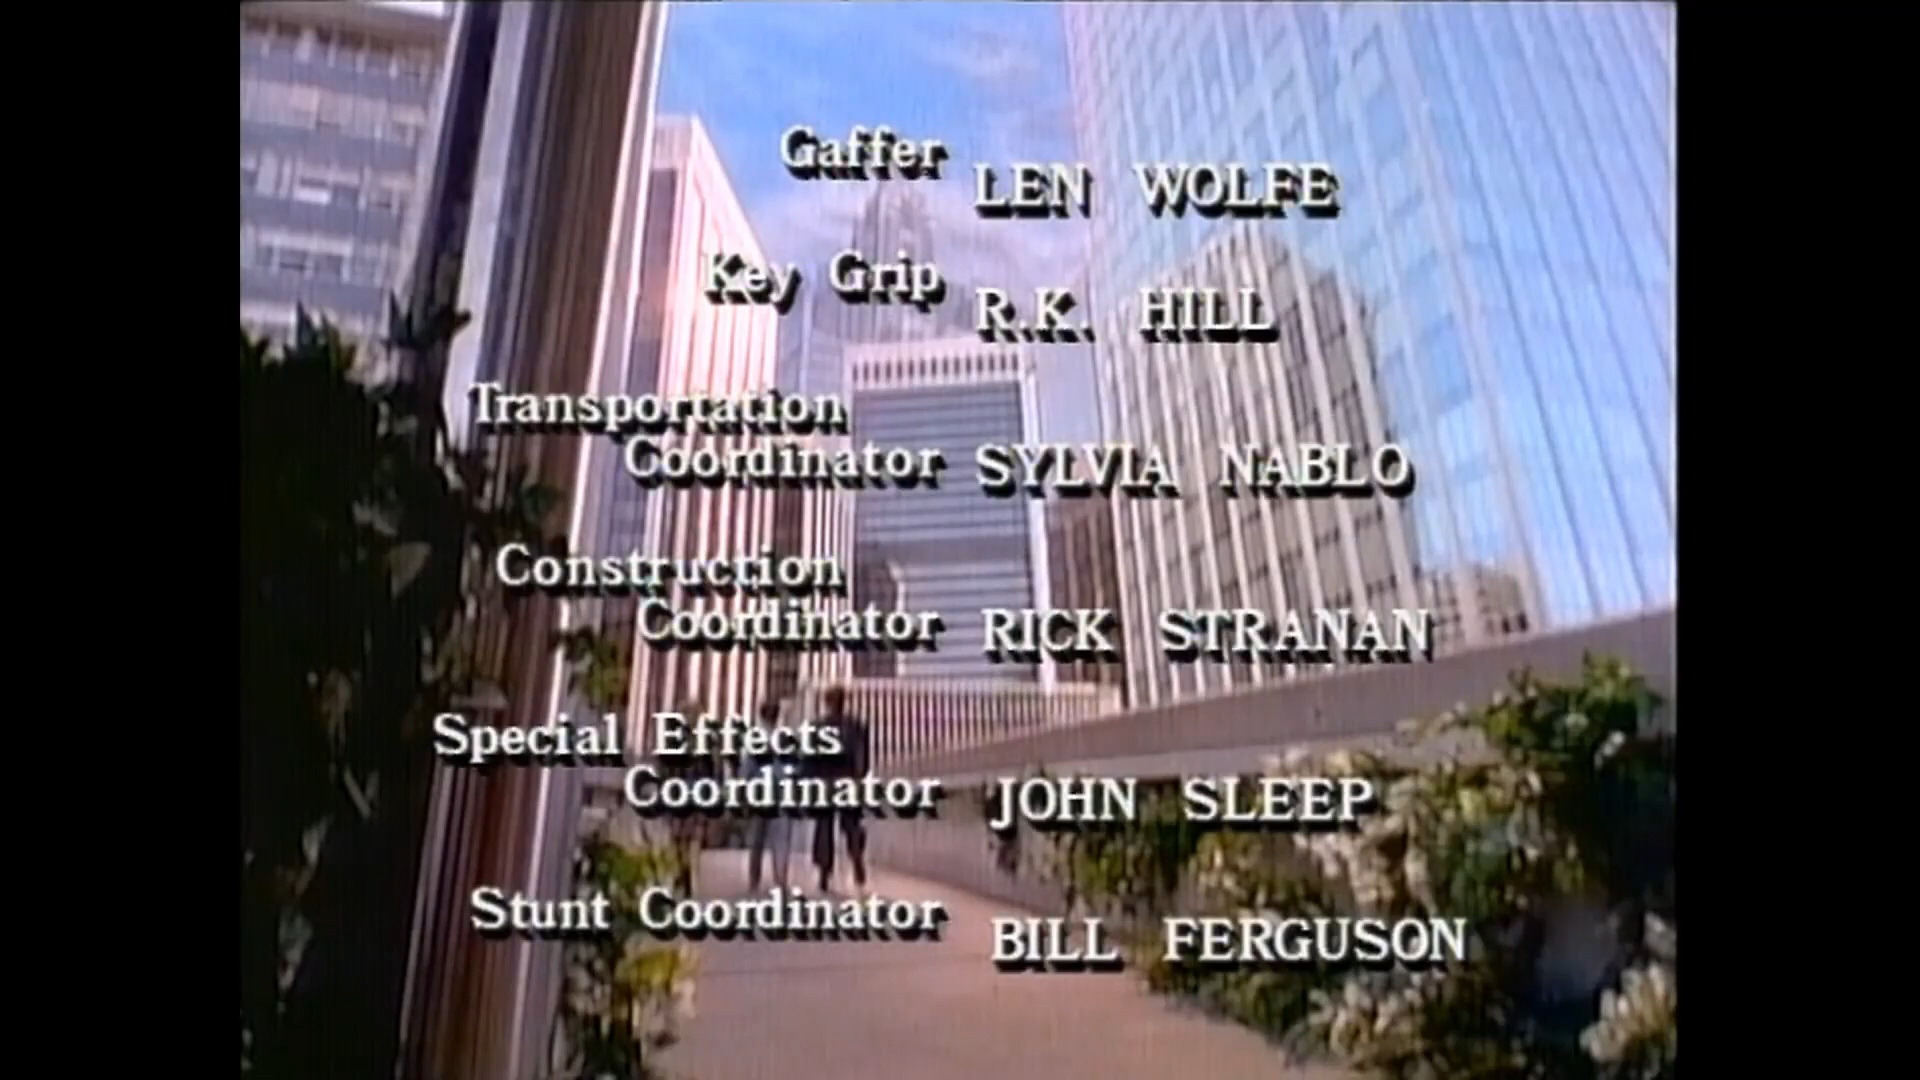 Gaffer LEN WOLFE
Key Grip R.K. HILL
Transportation
Coordinator SYLVIA NABLO
Construction
Coordinator RICK STRANAN
Special Effects
Coordinator JOHN SLEEP
Stunt Coordinator BILL FERGUSON